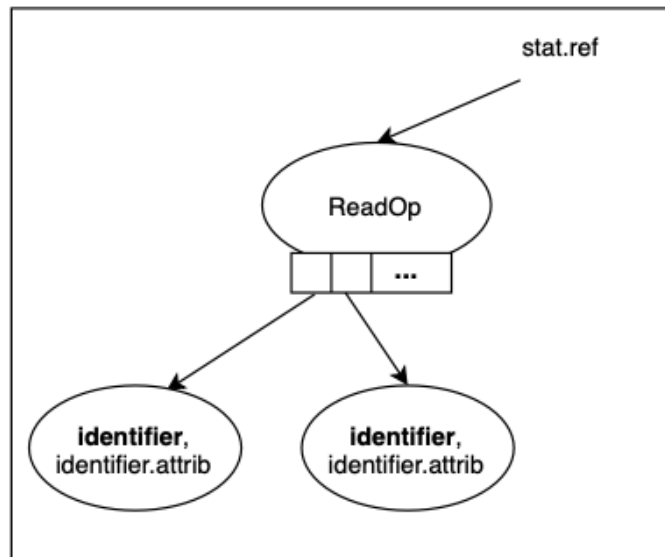 stat.ref
ReadOp
...
identifier,
identifier.attrib
identifier,
identifier.attrib